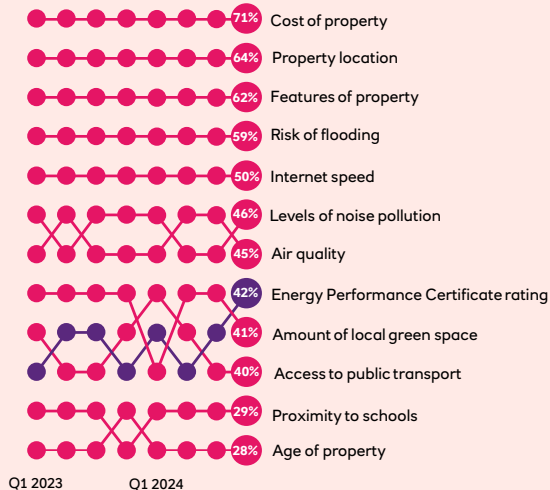 71% Cost of property
64% Property location
62% Features of property
59% Risk of flooding
50% Internet speed
46% Levels of noise pollution
45% Air quality
42% Energy Performance Certificate rating
41% Amount of local green space
40% Access to public transport
29% Proximity to schools
28% Age of property
Q1 2023 Q1 2024